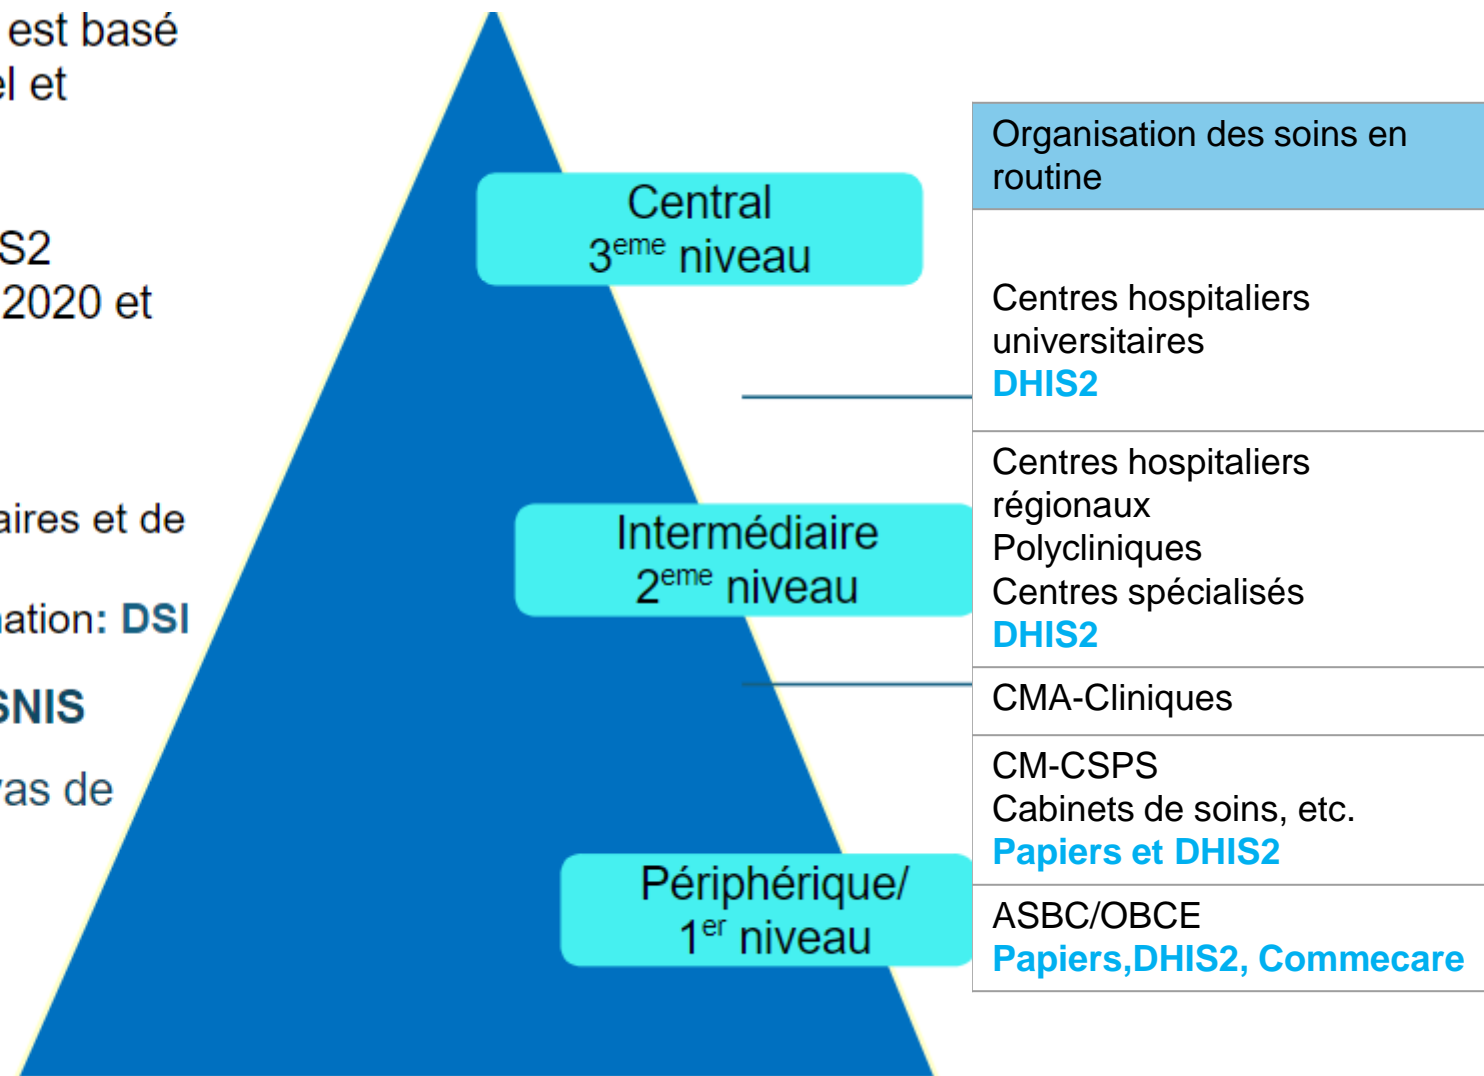 est basé
el et
S2
2020 et
aires et de
ation: DSI
SNIS
as de
Central
3eme niveau
Intermédiaire
2eme niveau
Périphérique/
1er niveau
Organisation des soins en
routine
Centres hospitaliers
universitaires
DHIS2
Centres hospitaliers
régionaux
Polycliniques
Centres spécialisés
DHIS2
CMA-Cliniques
CM-CSPS
Cabinets de soins, etc.
Papiers et DHIS2
ASBC/OBCE
Papiers,DHIS2, Commecare